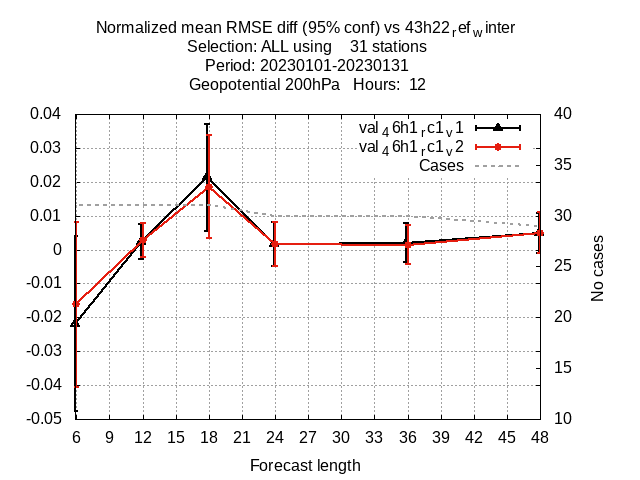 Normalized mean RMSE diff (95% conf) vs 43h22refwinter
Selection: ALL using 31 stations
Period: 20230101-20230131
Geopotential 200hPa Hours: 12
val46h1rc1v1
val46h1rc1v2
Cases
0.04
0.03
0.02
0.01
0
-0.01
-0.02
-0.03
-0.04
-0.05
40
35
30
25
20
15
10
No cases
6 9 12 15 18 21 24 27 30 33 36 39 42 45 48
Forecast length